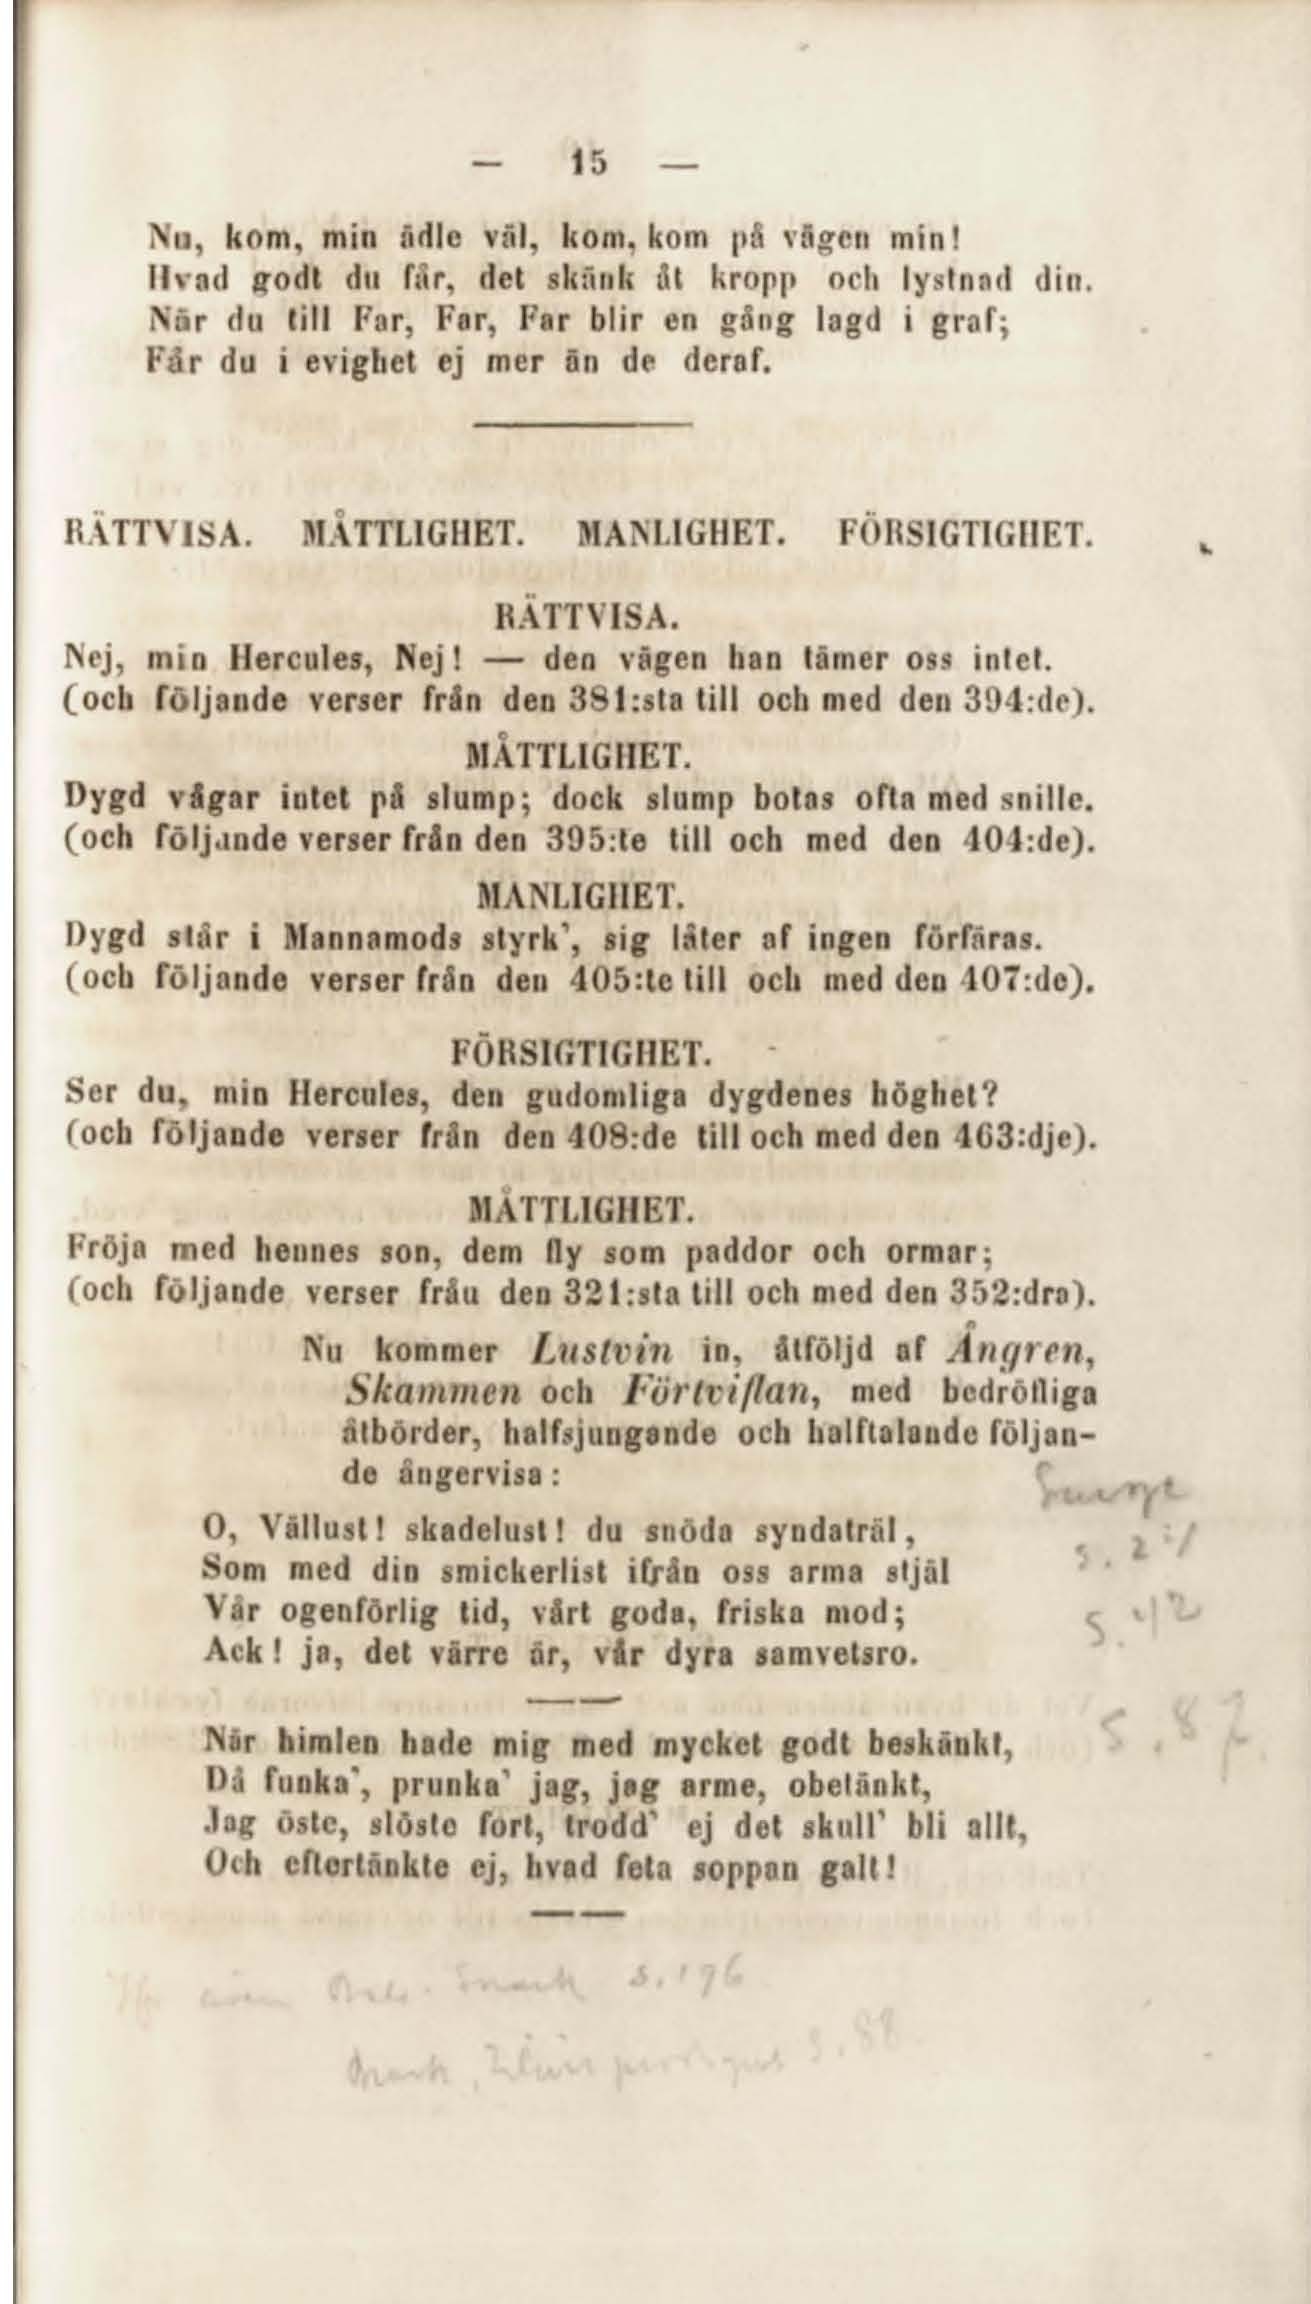 — 15 —
Nu, kom, min ädle väl, kom, kom på vägen min!
Hvad godt du får, det skänk åt kropp och lystnad din.
När du till Far, Far, Far blir en gång lagd i graf;
Får du i evighet ej mer än de deraf.
RÄTTVISA. MÅTTLIGHET. MANLIGHET. FÖRSIGTIGHET.
RÄTTVISA.
Nej, min Hercules, Nej! — den vägen han tämer oss intet.
(och följande verser från den 381:sta till och med den 394:de).
MÅTTLIGHET.
Dygd vågar intet på slump; dock slump botas ofta med snille.
(och följande verser från den 395:te till och med den 404:de).
MANLIGHET.
Dygd står i Mannamods styrk', sig låter af ingen förfäras.
(och följande verser från den 405:te till och med den 407:de).
FÖRSIGTIGHET.
Ser du, min Hercules, den gudomliga dygdenes höghet?
(och följande verser från den 408:de till och med den 463:dje).
MÅTTLIGHET.
Fröja med hennes son, dem fly som paddor och ormar;
(och följande verser från den 321:sta till och med den 352:dra).
Nu kommer Lustvin in, åtföljd af Ångren,
Skammen och Förtviflan, med bedröfliga
åtbörder, halfsjungande och halftalande följan-
de ångervisa:
O, Vällust! skadelust! du snöda syndaträl,
Som med din smickerlist ifrån oss arma stjäl
Vår ogenförlig tid, vårt goda, friska mod;
Ack! ja, det värre är, vår dyra samvetsro.
När himlen hade mig med mycket godt beskänkt,
Då funka', prunka' jag, jag arme, obetänkt,
Jag öste, slöste fort, trodd' ej det skull' bli allt,
Och eftertänkte ej, hvad feta soppan galt!
s. 42
s. 87
s. 196
s. 88